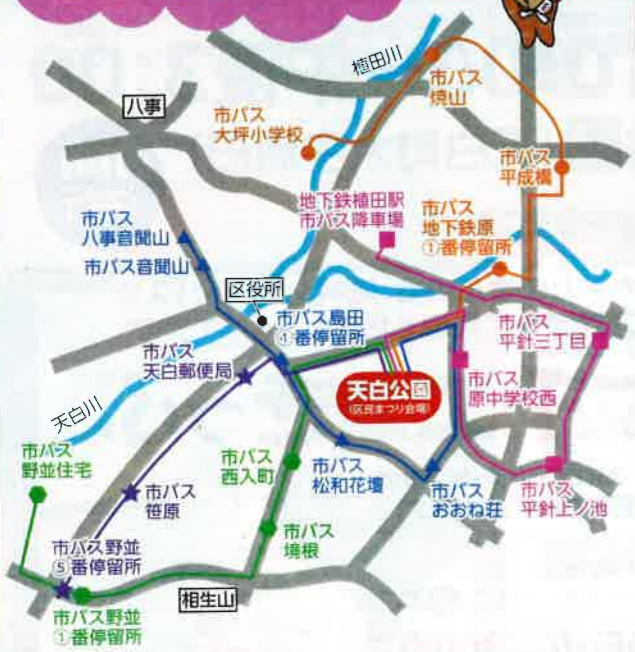 植田川
八事
市バス
大坪小学校
市バス
焼山
市バス
平成橋
地下鉄植田駅
市バス降車場
市バス
地下鉄原
①番停留所
市バス
八事音聞山
市バス音聞山
区役所
市バス島田
①番停留所
市バス
平針三丁目
市バス
天白郵便局
天白公園
(区民まつり会場)
市バス
原中学校西
天白川
市バス
野並住宅
市バス
西入町
市バス
松和花壇
市バス
おおね荘
市バス
平針上ノ池
市バス
笹原
市バス
境根
市バス野並
⑤番停留所
相生山
市バス野並
①番停留所